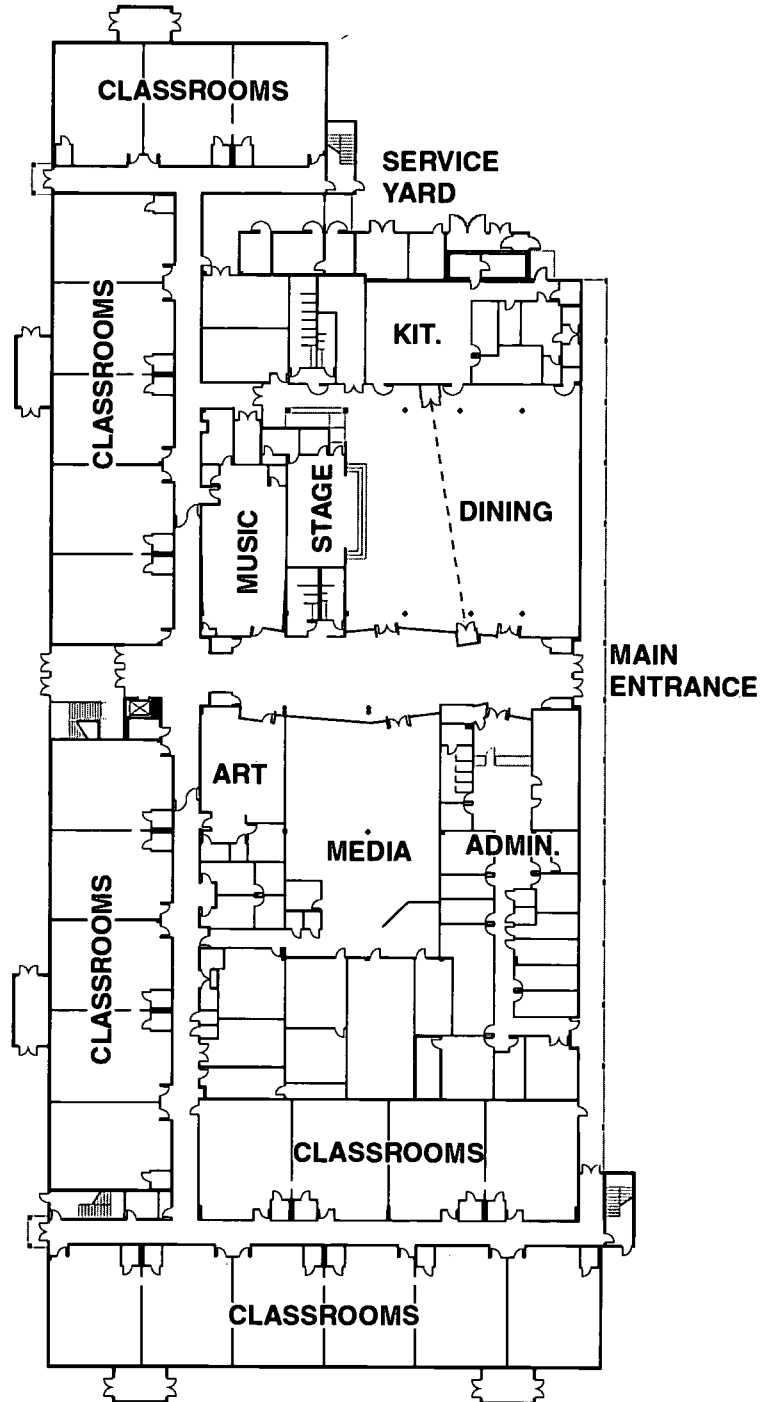 CLASSROOMS
SERVICE
YARD
CLASSROOMS
KIT.
MUSIC
STAGE
DINING
MAIN
ENTRANCE
ART
MEDIA
ADMIN.
CLASSROOMS
CLASSROOMS
CLASSROOMS